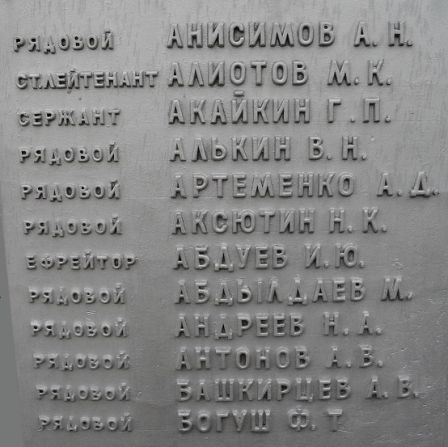 РЯДОВОЙ АНИСИМОВ А. Н.
СТ.ЛЕЙТЕНАНТ АЛИОТОВ М. К.
СЕРЖАНТ АКАЙКИН Г. П.
РЯДОВОЙ АЛЬКИН В. Н.
РЯДОВОЙ АРТЕМЕНКО А. Д.
РЯДОВОЙ АКСЮТИН Н. К.
ЕФРЕЙТОР АБДУЕВ И. Ю.
РЯДОВОЙ АБДЫЛДАЕВ М.
РЯДОВОЙ АНДРЕЕВ Н. А.
РЯДОВОЙ АНТОНОВ А. В.
РЯДОВОЙ БАШКИРЦЕВ А. В.
РЯДОВОЙ БОГУШ Ф. Т